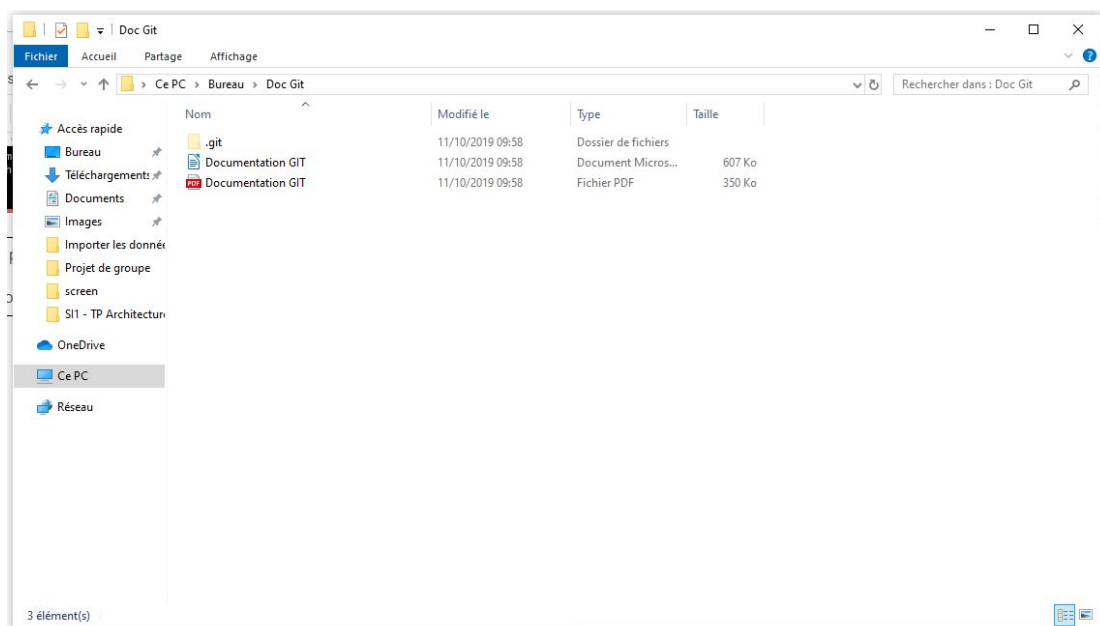 Doc Git
Fichier Accueil Partage Affichage
Ce PC > Bureau > Doc Git
Rechercher dans : Doc Git
Nom Modifié le Type Taille
.git 11/10/2019 09:58 Dossier de fichiers
Documentation GIT 11/10/2019 09:58 Document Micros... 607 Ko
PDF Documentation GIT 11/10/2019 09:58 Fichier PDF 350 Ko
Accès rapide
Bureau
Téléchargements
Documents
Images
Importer les donnée
Projet de groupe
screen
SI1 - TP Architectur
OneDrive
Ce PC
Réseau
3 élément(s)